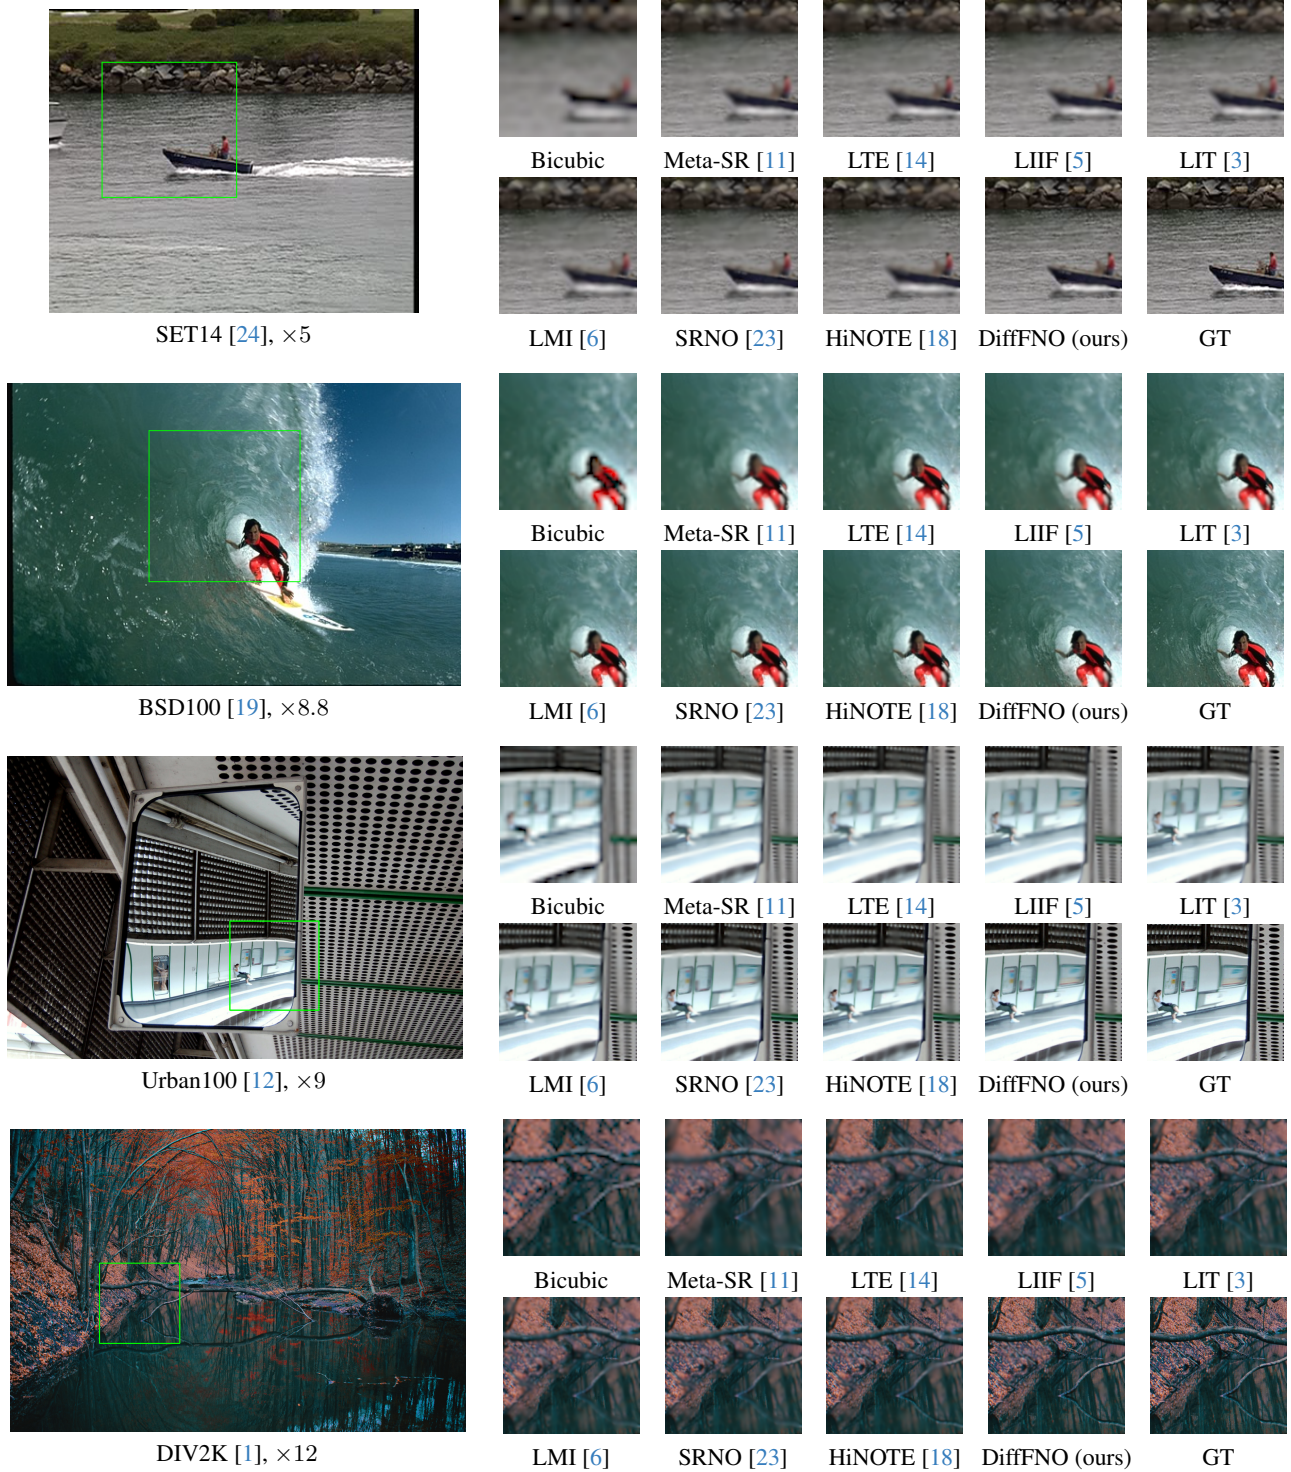 Bicubic Meta-SR [11] LTE [14] LIIF [5] LIT [3]
LMI [6] SRNO [23] HiNOTE [18] DiffFNO (ours) GT
SET14 [24], ×5
Bicubic Meta-SR [11] LTE [14] LIIF [5] LIT [3]
LMI [6] SRNO [23] HiNOTE [18] DiffFNO (ours) GT
BSD100 [19], ×8.8
Bicubic Meta-SR [11] LTE [14] LIIF [5] LIT [3]
LMI [6] SRNO [23] HiNOTE [18] DiffFNO (ours) GT
Urban100 [12], ×9
Bicubic Meta-SR [11] LTE [14] LIIF [5] LIT [3]
LMI [6] SRNO [23] HiNOTE [18] DiffFNO (ours) GT
DIV2K [1], ×12